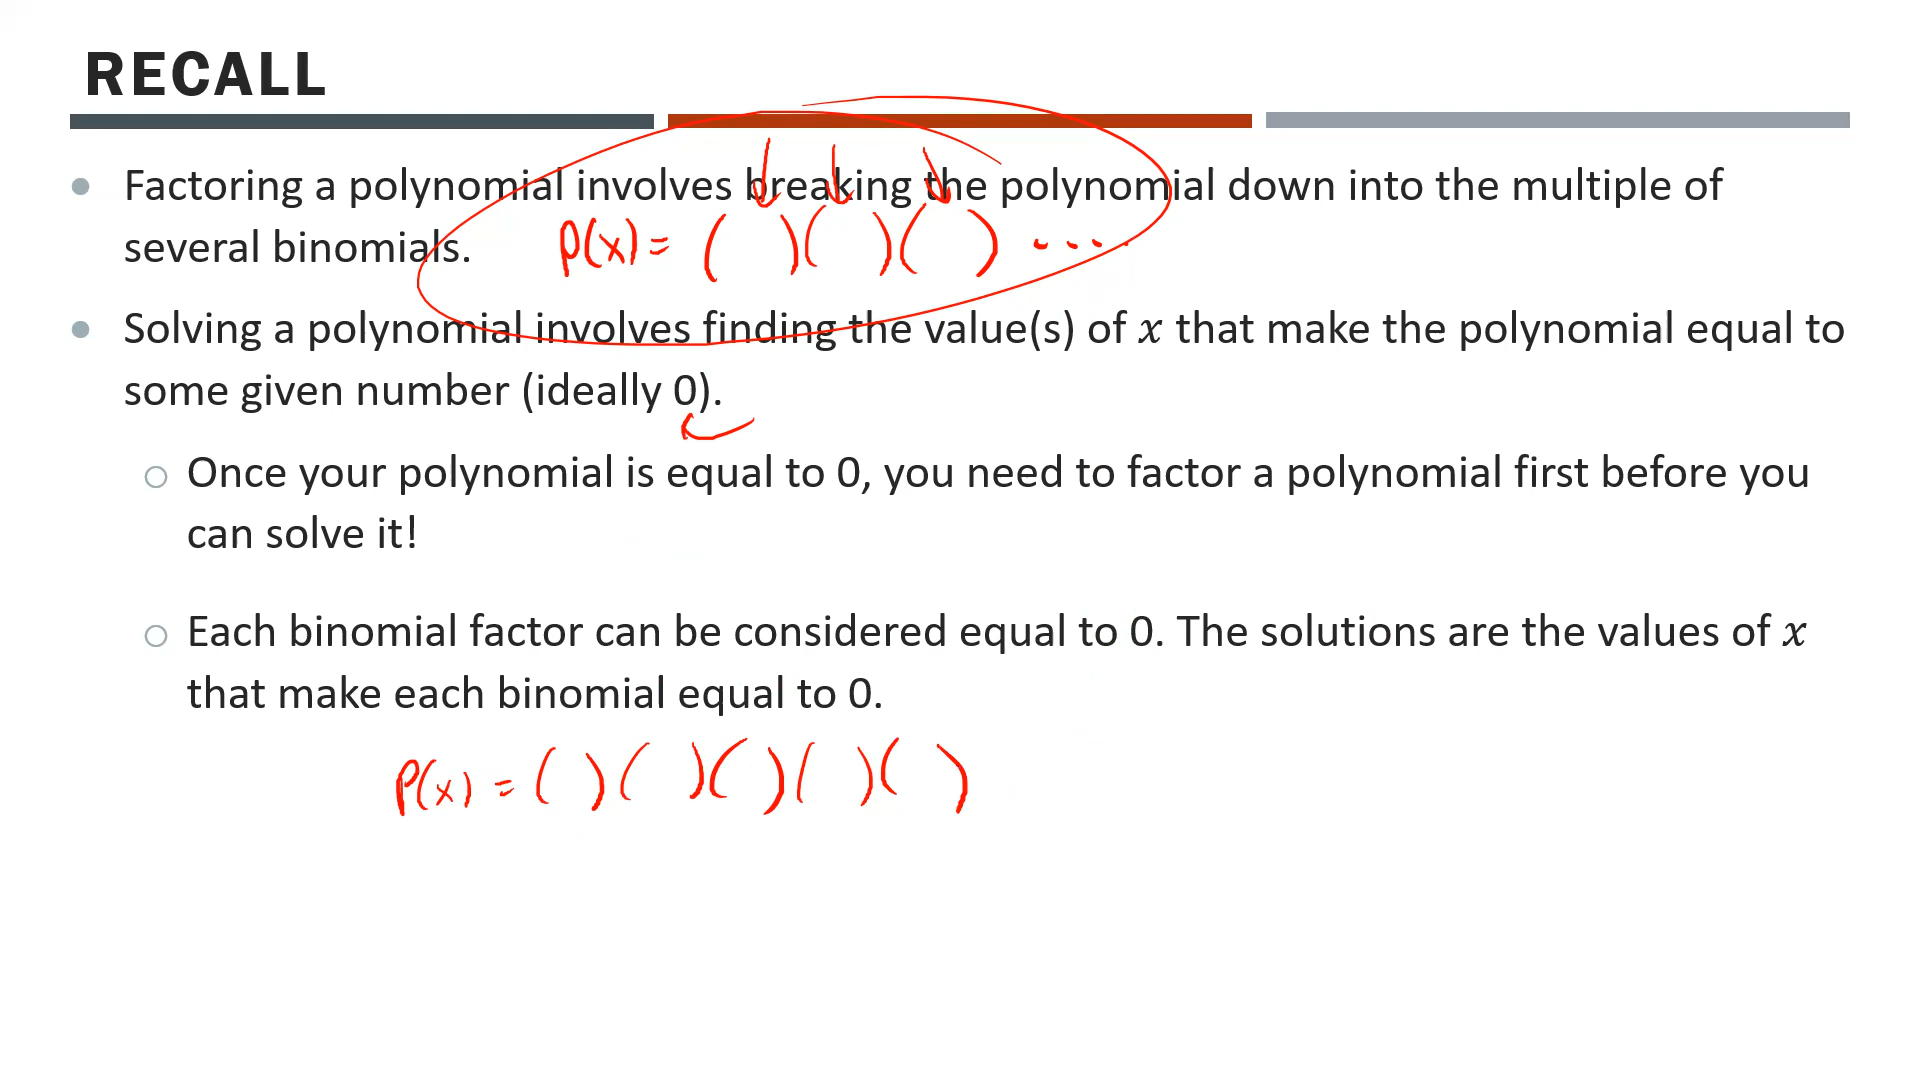 RECALL
Factoring a polynomial involves breaking the polynomial down into the multiple of
several binomials.
P(x) = ( )( )( ) ....
Solving a polynomial involves finding the value(s) of x that make the polynomial equal to
some given number (ideally 0).
Once your polynomial is equal to 0, you need to factor a polynomial first before you
can solve it!
Each binomial factor can be considered equal to 0. The solutions are the values of x
that make each binomial equal to 0.
P(x) = ( )( )( )( )( )